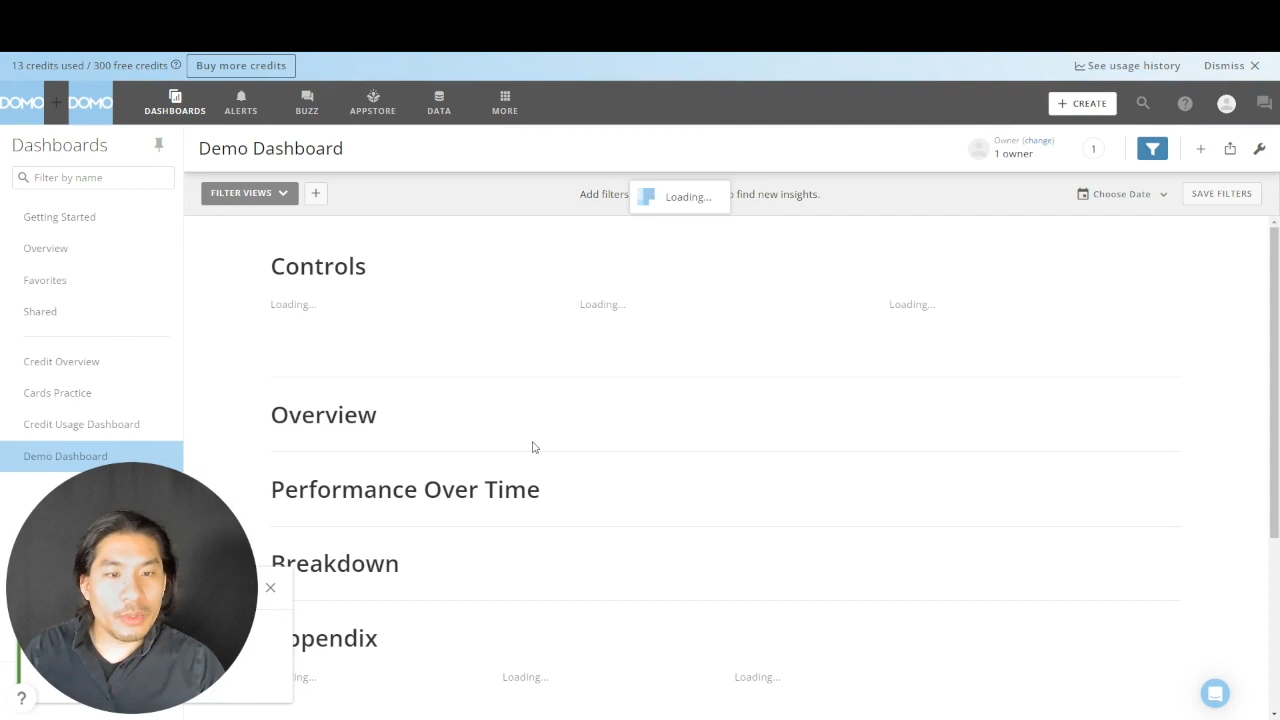 13 credits used / 300 free credits
Buy more credits
See usage history
Dismiss
DOMO + DOMO
DASHBOARDS
ALERTS
BUZZ
APPSTORE
DATA
MORE
+ CREATE
Dashboards
Demo Dashboard
Owner (change)
1 owner
1
Filter by name
FILTER VIEWS
Add filters
Loading...
to find new insights.
Choose Date
SAVE FILTERS
Getting Started
Overview
Favorites
Shared
Credit Overview
Cards Practice
Credit Usage Dashboard
Demo Dashboard
Controls
Loading...
Loading...
Loading...
Overview
Performance Over Time
Breakdown
Appendix
Loading...
Loading...